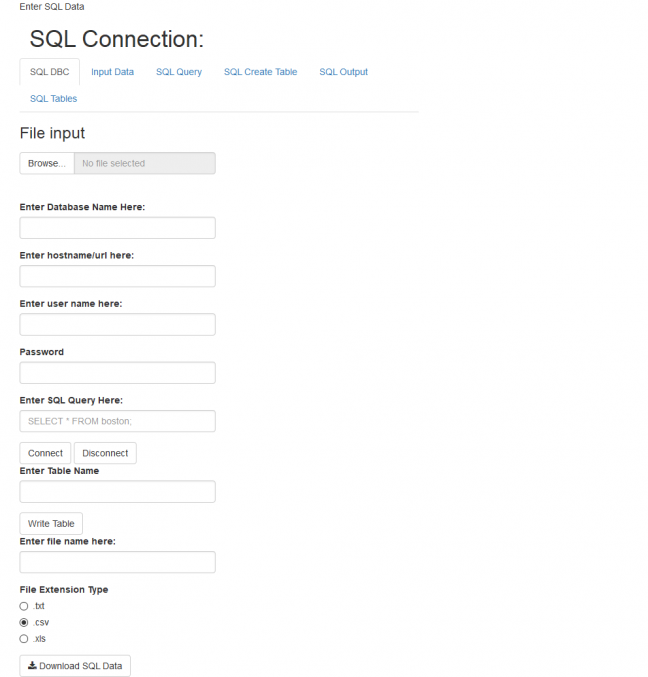 Enter SQL Data
SQL Connection:
SQL DBC Input Data SQL Query SQL Create Table SQL Output
SQL Tables
File input
Browse... No file selected
Enter Database Name Here:
Enter hostname/url here:
Enter user name here:
Password
Enter SQL Query Here:
SELECT * FROM boston;
Connect Disconnect
Enter Table Name
Write Table
Enter file name here:
File Extension Type
.txt
.csv
.xls
Download SQL Data